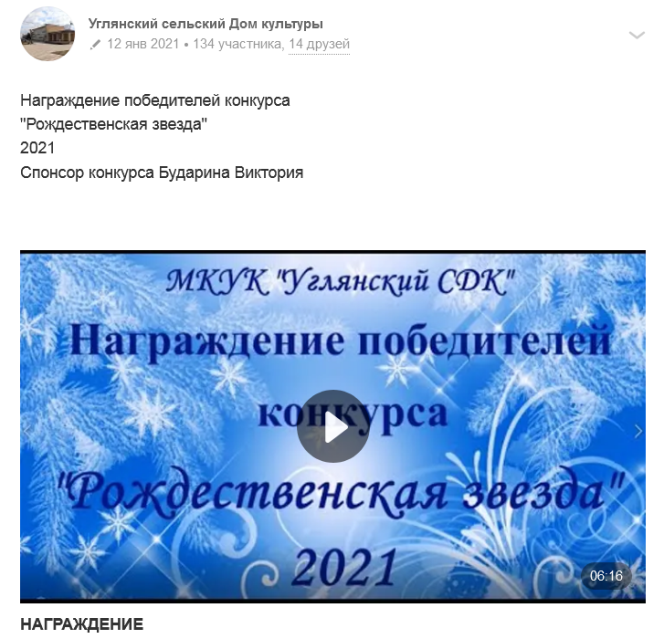 Углянский сельский Дом культуры
12 янв 2021 • 134 участника, 14 друзей
Награждение победителей конкурса
"Рождественская звезда"
2021
Спонсор конкурса Бударина Виктория
МКУК "Углянский СДК"
Награждение победителей
конкурса
"Рождественская звезда"
2021
06:16
НАГРАЖДЕНИЕ